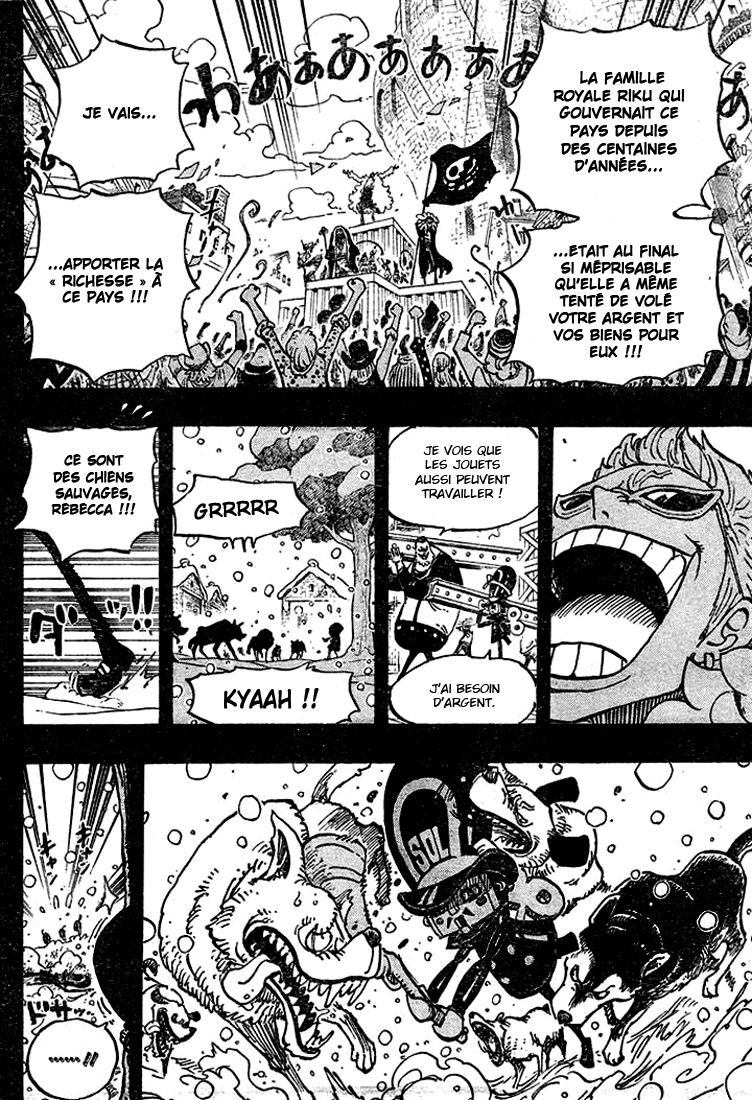 わあぁあぁあぁあぁ
LA FAMILLE
ROYALE RIKU QUI
GOUVERNAIT CE
PAYS DEPUIS
DES CENTAINES
D'ANNÉES...
...ETAIT AU FINAL
SI MÉPRISABLE
QU'ELLE A MÊME
TENTÉ DE VOLÉ
VOTRE ARGENT ET
VOS BIENS POUR
EUX !!!
JE VAIS...
...APPORTER LA
« RICHESSE » À
CE PAYS !!!
JE VOIS QUE
LES JOUETS
AUSSI PEUVENT
TRAVAILLER !
J'AI BESOIN
D'ARGENT.
GRRRRR
KYAAH !!
CE SONT
DES CHIENS
SAUVAGES,
REBECCA !!!
ダッ!!
SOL
........!!